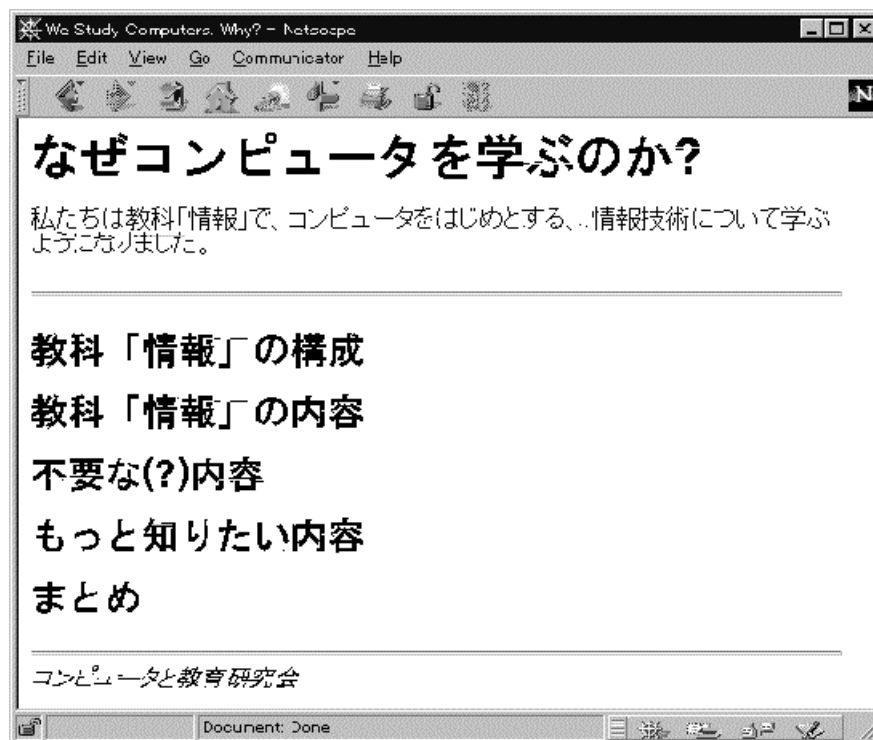 We Study Computers. Why? - Netscape
File Edit View Go Communicator Help
N
なぜコンピュータを学ぶのか?
私たちは教科「情報」で、コンピュータをはじめとする、..情報技術について学ぶ
ようになりました。
教科「情報」の構成
教科「情報」の内容
不要な(?)内容
もっと知りたい内容
まとめ
コンピュータと教育研究会
Document: Done